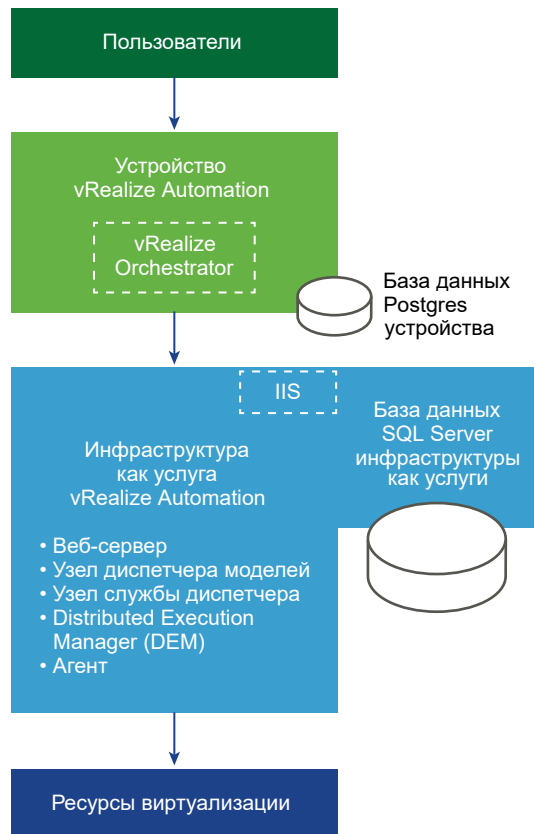 Пользователи
Устройство
vRealize Automation
vRealize
Orchestrator
База данных
Postgres
устройства
IIS
База данных
SQL Server
инфраструктуры
как услуги
Инфраструктура
как услуга
vRealize Automation
• Веб-сервер
• Узел диспетчера моделей
• Узел службы диспетчера
• Distributed Execution
Manager (DEM)
• Агент
Ресурсы виртуализации